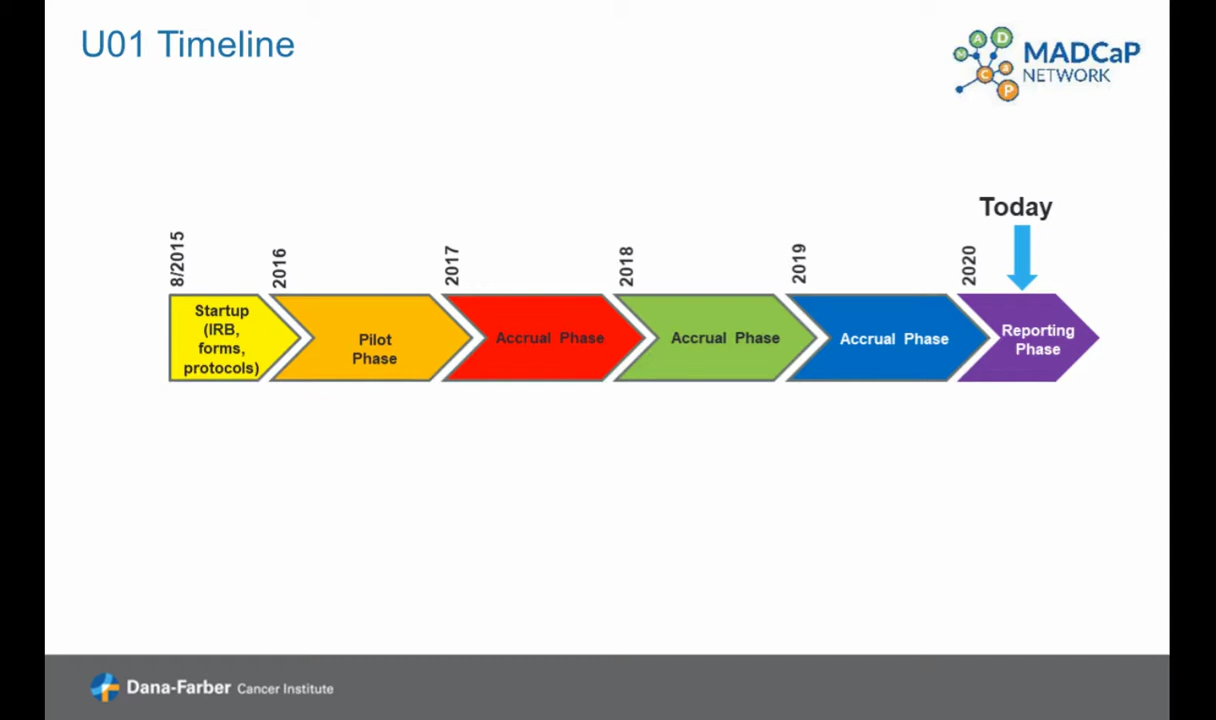 U01 Timeline
M
A
D
C
a
P
MADCaP
NETWORK
Today
8/2015
2016
2017
2018
2019
2020
Startup
(IRB,
forms,
protocols)
Pilot
Phase
Accrual Phase
Accrual Phase
Accrual Phase
Reporting
Phase
Dana-Farber Cancer Institute